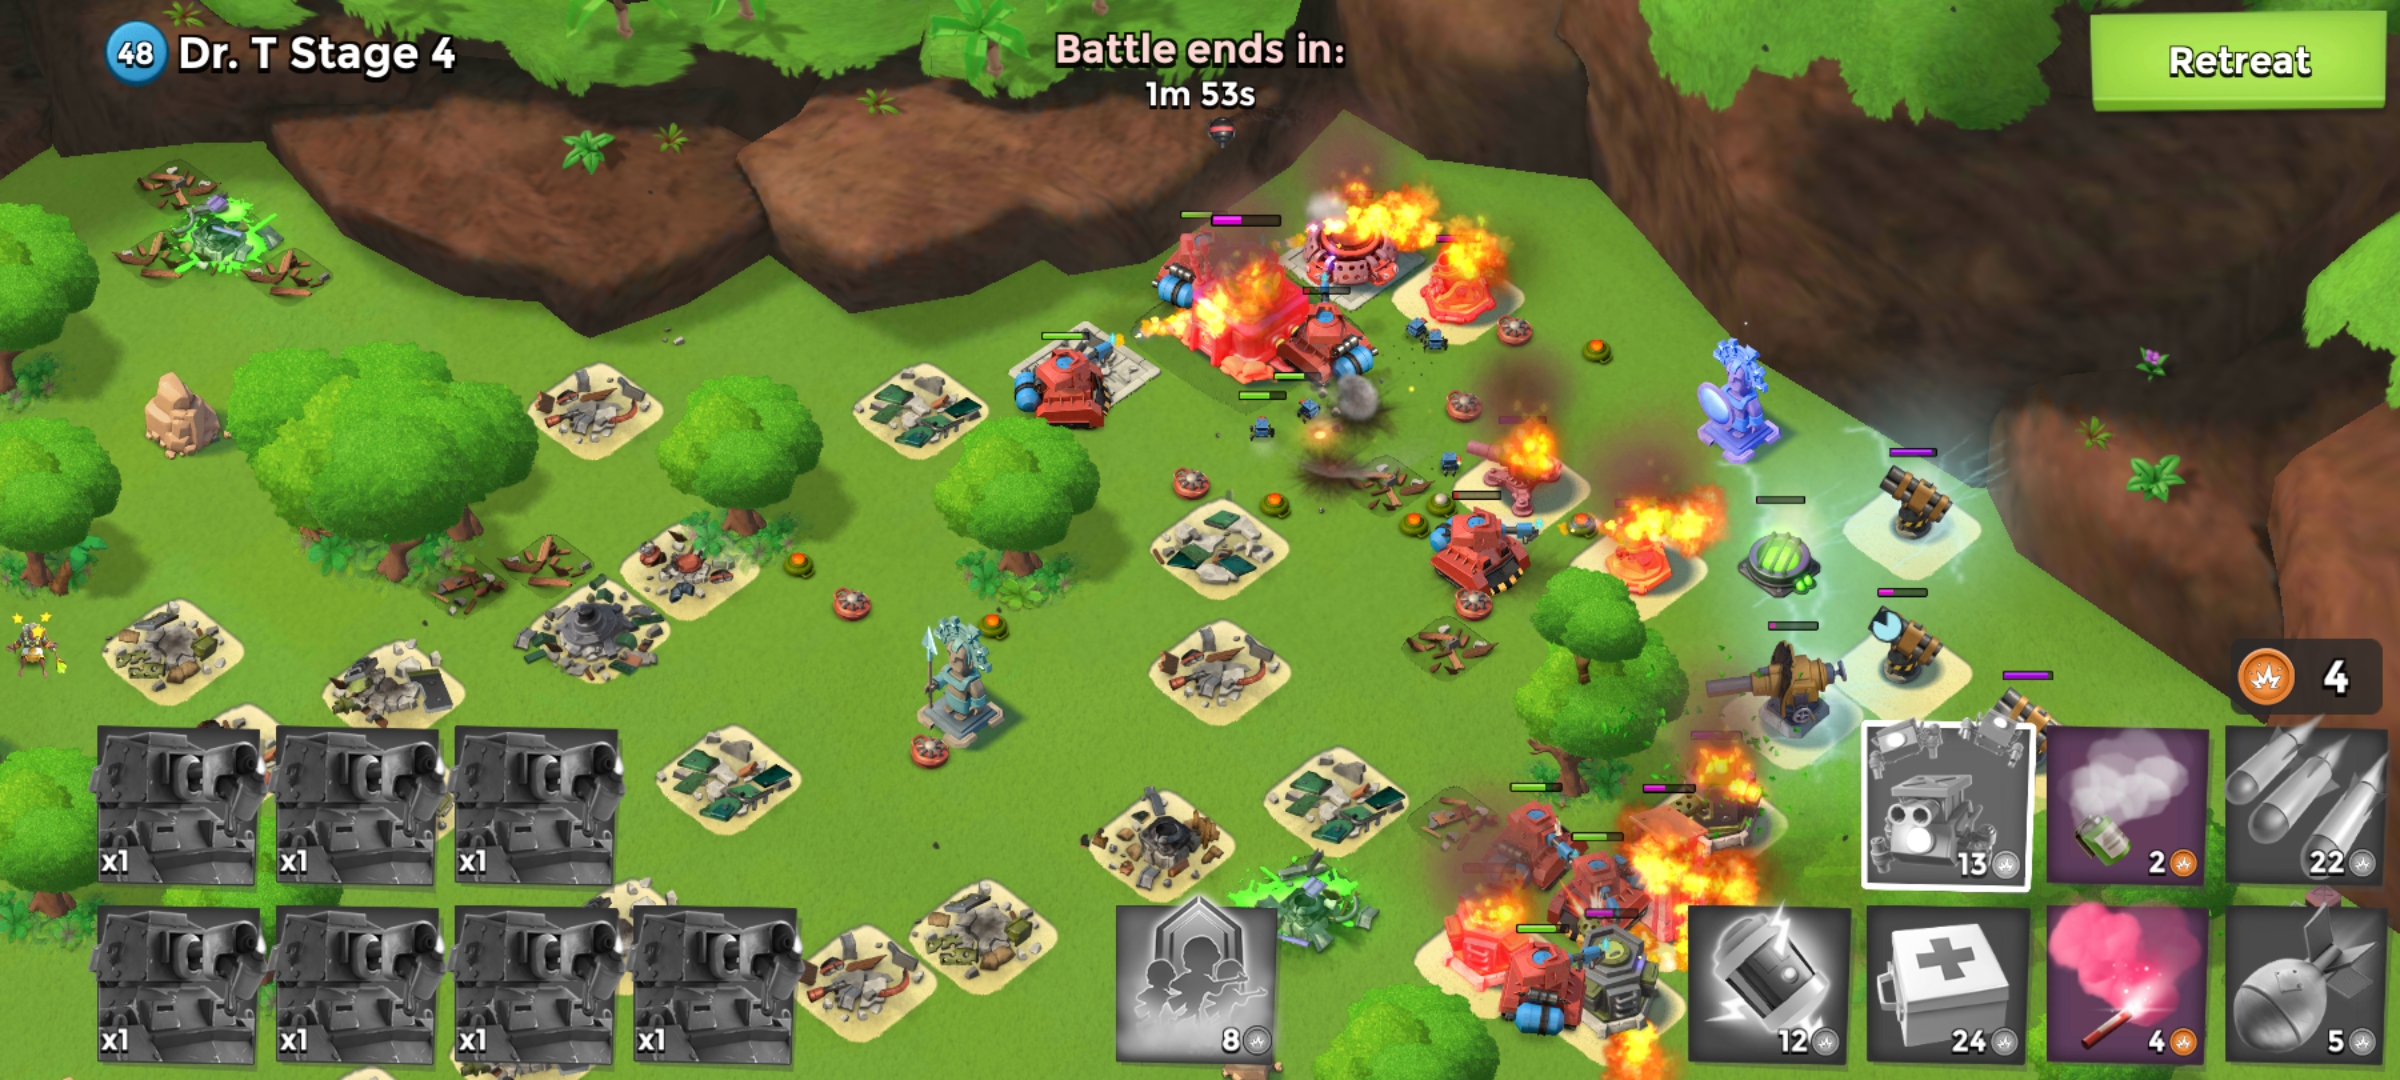 48 Dr. T Stage 4
Battle ends in:
1m 53s
Retreat
4
x1
x1
x1
13
2
22
x1
x1
x1
x1
8
12
24
4
5